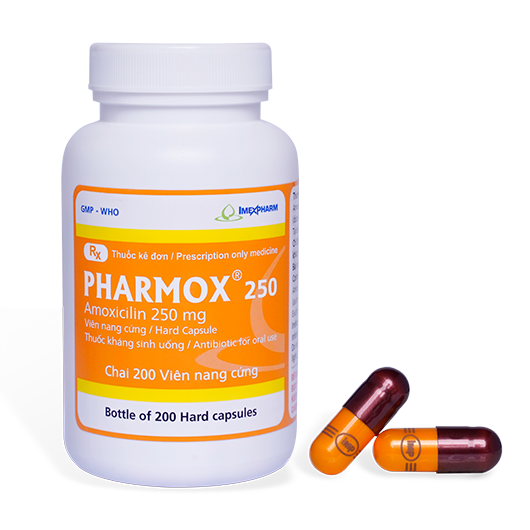 IMEXPHARM
GMP - WHO
Rx Thuốc kê đơn / Prescription only medicine
PHARMOX® 250
Amoxicilin 250 mg
Viên nang cứng / Hard Capsule
Thuốc kháng sinh uống / Antibiotic for oral use
Chai 200 Viên nang cứng
Bottle of 200 Hard capsules
imp
imp